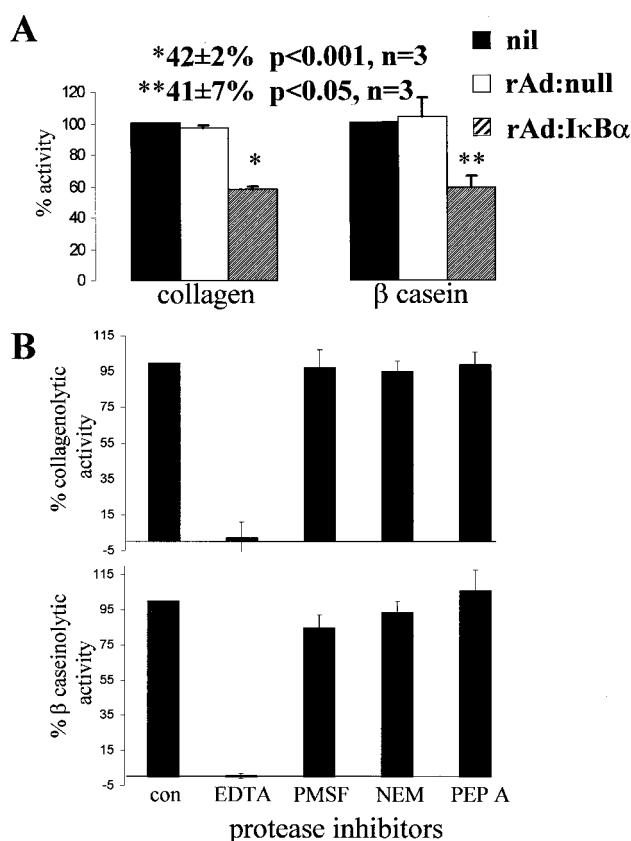 A
*42±2% p<0.001, n=3
**41±7% p<0.05, n=3
nil
rAd:null
rAd:IκBα
120
100
80
60
40
20
0
% activity
*
**
collagen
β casein
B
115
95
75
55
35
15
-5
% collagenolytic
activity
115
95
75
55
35
15
-5
% β caseinolytic
activity
con EDTA PMSF NEM PEP A
protease inhibitors